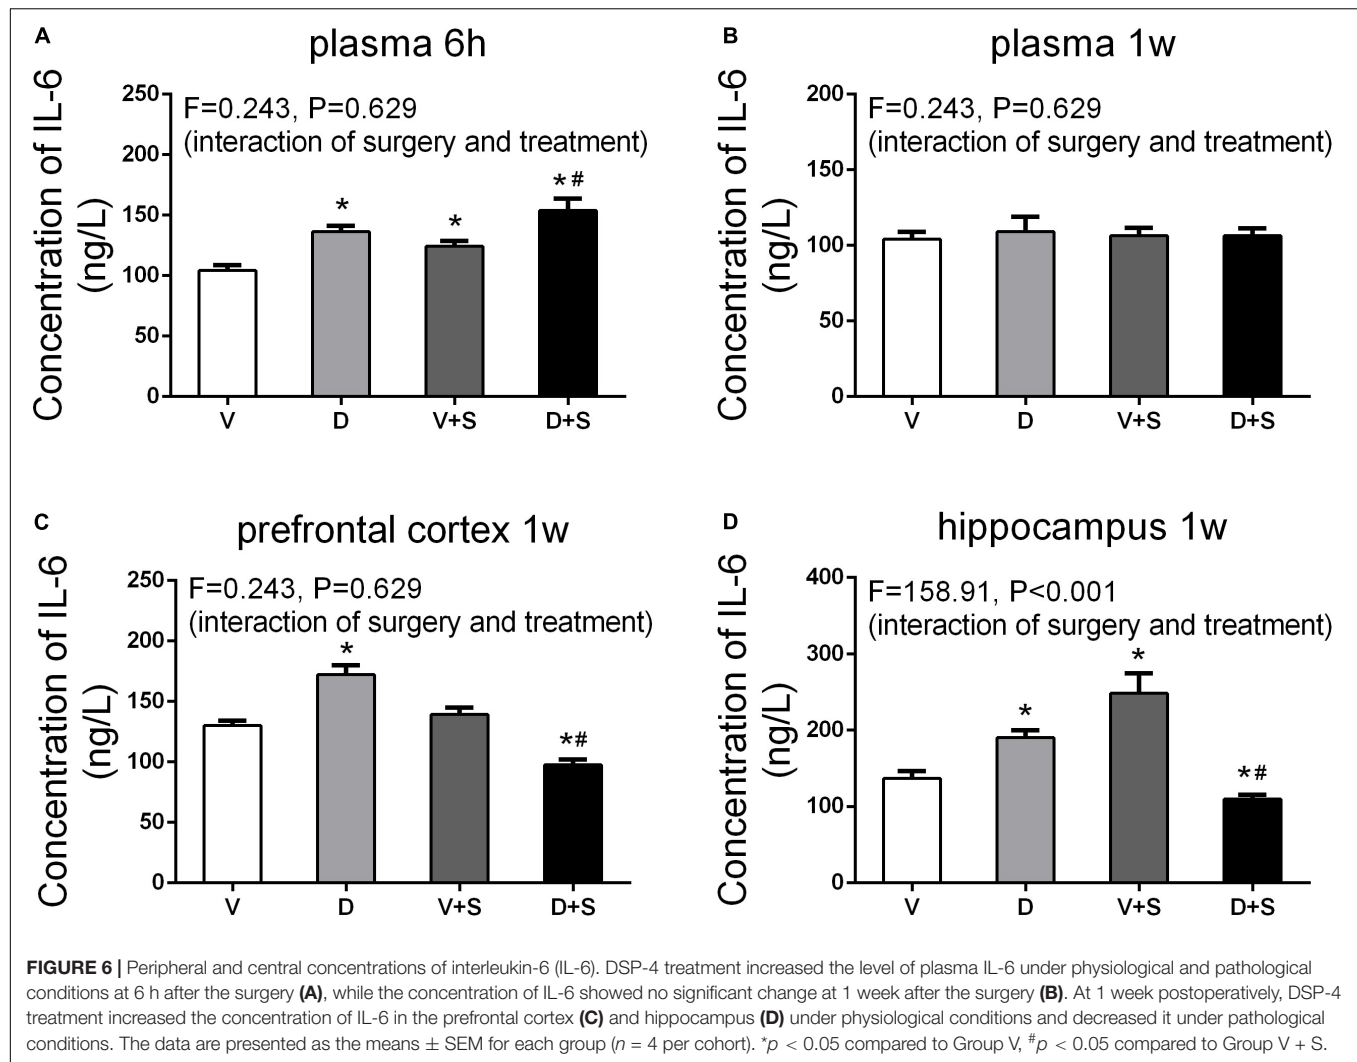 A
plasma 6h
Concentration of IL-6
(ng/L)
250
200
150
100
50
0
F=0.243, P=0.629
(interaction of surgery and treatment)
*
*
*#
V
D
V+S
D+S
B
plasma 1w
Concentration of IL-6
(ng/L)
200
150
100
50
0
F=0.243, P=0.629
(interaction of surgery and treatment)
V
D
V+S
D+S
C
prefrontal cortex 1w
Concentration of IL-6
(ng/L)
250
200
150
100
50
0
F=0.243, P=0.629
(interaction of surgery and treatment)
*
*#
V
D
V+S
D+S
D
hippocampus 1w
Concentration of IL-6
(ng/L)
400
300
200
100
0
F=158.91, P<0.001
(interaction of surgery and treatment)
*
*
*#
V
D
V+S
D+S
FIGURE 6 | Peripheral and central concentrations of interleukin-6 (IL-6). DSP-4 treatment increased the level of plasma IL-6 under physiological and pathological
conditions at 6 h after the surgery (A), while the concentration of IL-6 showed no significant change at 1 week after the surgery (B). At 1 week postoperatively, DSP-4
treatment increased the concentration of IL-6 in the prefrontal cortex (C) and hippocampus (D) under physiological conditions and decreased it under pathological
conditions. The data are presented as the means ± SEM for each group (n = 4 per cohort). *p < 0.05 compared to Group V, #p < 0.05 compared to Group V + S.